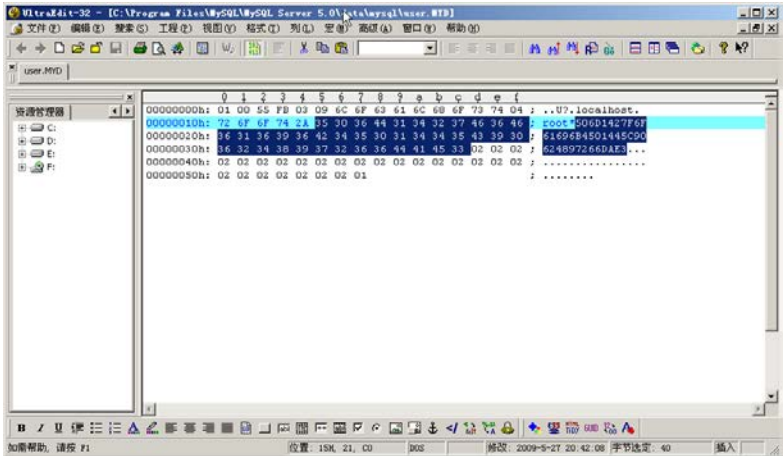 UltraEdit-32 - [C:\Program Files\MySQL\MySQL Server 5.0\data\mysql\user.MYD]
文件(F) 编辑(E) 搜索(S) 工程(P) 视图(V) 格式(T) 列(L) 宏(M) 高级(A) 窗口(W) 帮助(H)
user.MYD
资源管理器
C:
D:
E:
F:
0 1 2 3 4 5 6 7 8 9 a b c d e f
00000000h: 01 00 55 FB 03 09 6C 6F 63 61 6C 68 6F 73 74 04 ; ..U?.localhost.
00000010h: 72 6F 6F 74 2A 35 30 36 44 31 34 32 37 46 36 46 ; root*506D1427F6F
00000020h: 36 31 36 39 36 42 34 35 30 31 34 34 35 43 39 30 ; 61696B4501445C90
00000030h: 36 32 34 38 39 37 32 36 36 44 41 45 33 02 02 02 ; 624897266DAE3...
00000040h: 02 02 02 02 02 02 02 02 02 02 02 02 02 02 02 02 ; ................
00000050h: 02 02 02 02 02 02 02 01 ; ........
如需帮助, 请按 F1
位置: 15H, 21, C0
DOS
修改: 2009-5-27 20:42:08
字节选定: 40
插入